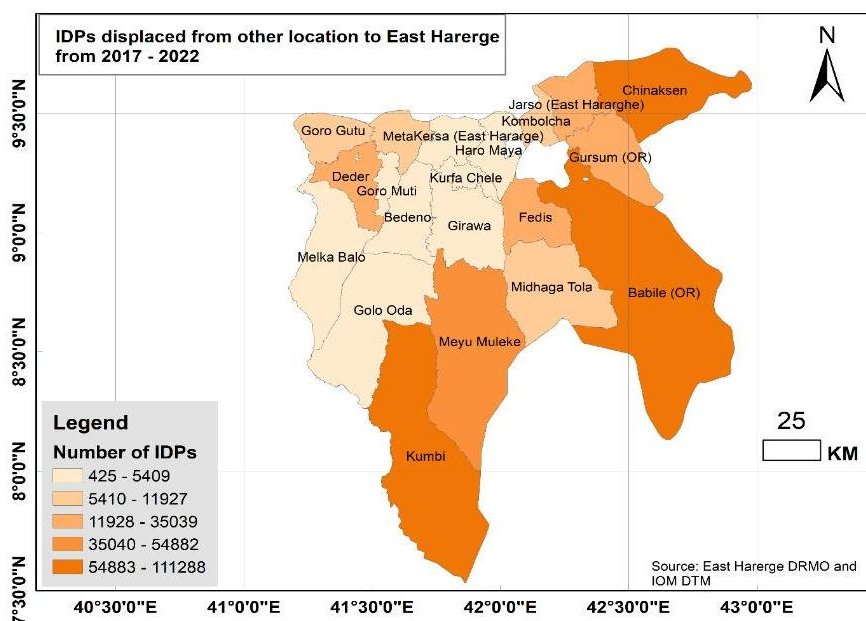 IDPs displaced from other location to East Harerge
from 2017 - 2022
N
Chinaksen
Jarso (East Hararghe)
Kombolcha
Goro Gutu
Meta
Kersa (East Hararge)
Haro Maya
Gursum (OR)
Deder
Kurfa Chele
Goro Muti
Bedeno
Girawa
Fedis
Melka Balo
Midhaga Tola
Babile (OR)
Golo Oda
Meyu Muleke
Kumbi
Legend
Number of IDPs
425 - 5409
5410 - 11927
11928 - 35039
35040 - 54882
54883 - 111288
25
KM
Source: East Harerge DRMO and
IOM DTM
9°30'0"N
9°0'0"N
8°30'0"N
8°0'0"N
7°30'0"N
40°30'0"E
41°0'0"E
41°30'0"E
42°0'0"E
42°30'0"E
43°0'0"E